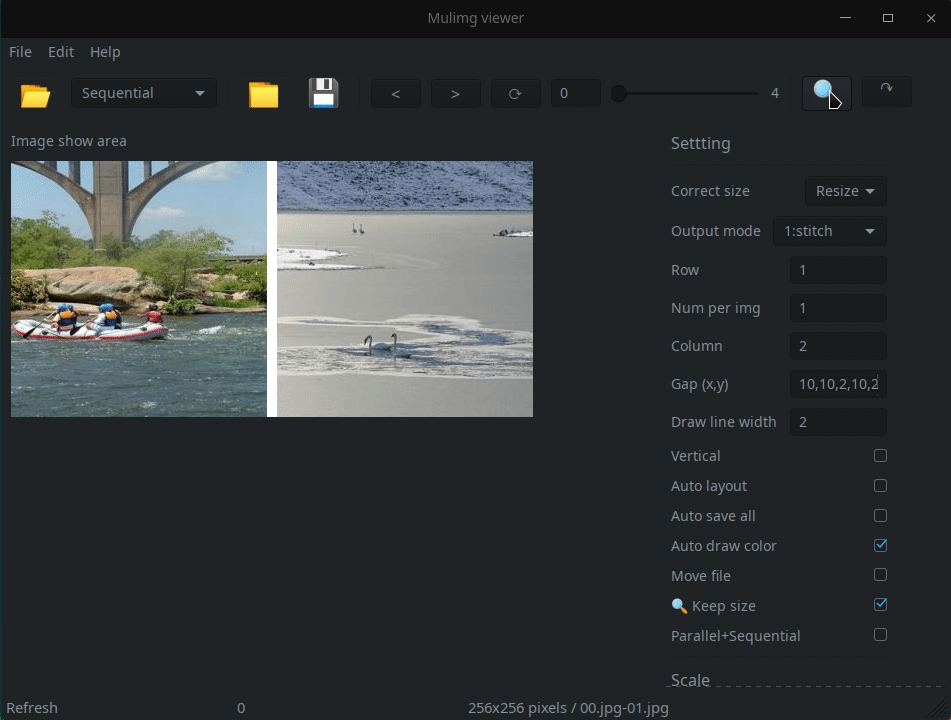 Mulimg viewer
File Edit Help
Sequential < > ⟳ 0 4 ↷
Image show area
Settting
Correct size Resize
Output mode 1:stitch
Row 1
Num per img 1
Column 2
Gap (x,y) 10,10,2,10,2
Draw line width 2
Vertical
Auto layout
Auto save all
Auto draw color
Move file
🔍 Keep size
Parallel+Sequential
Scale
Refresh 0 256x256 pixels / 00.jpg-01.jpg